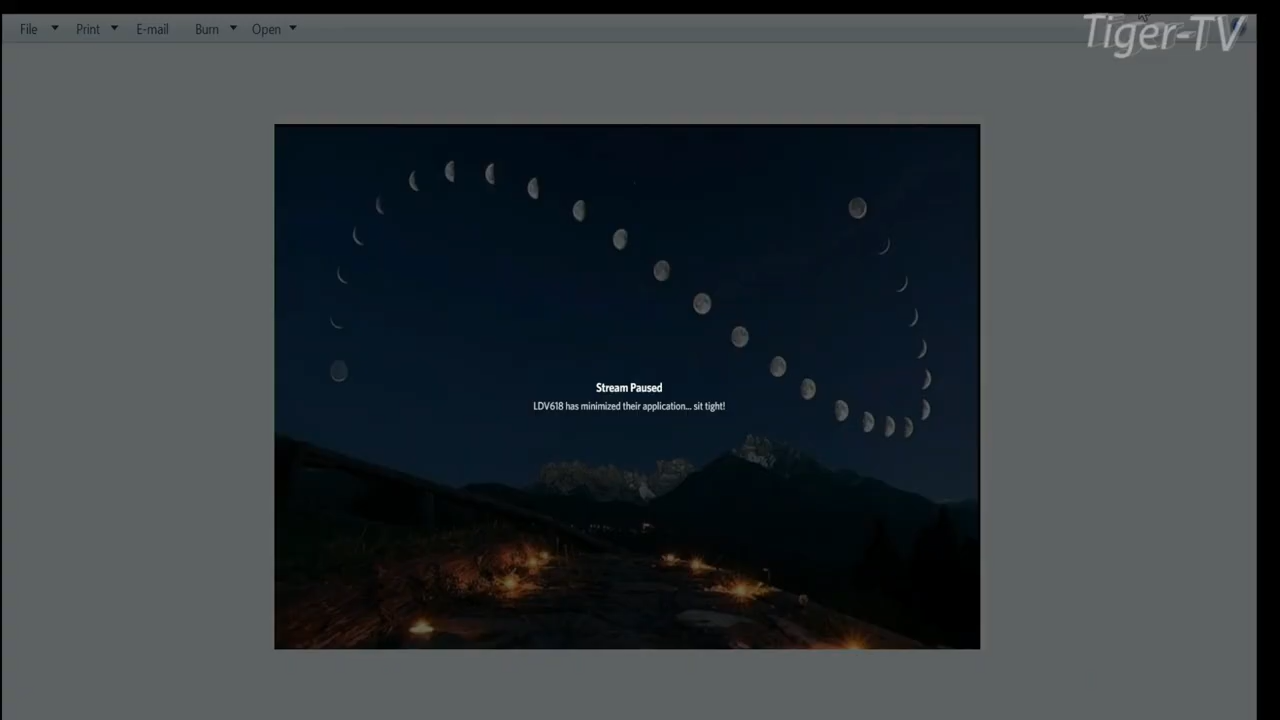 File Print E-mail Burn Open
Tiger-TV
Stream Paused
LDV618 has minimized their application... sit tight!